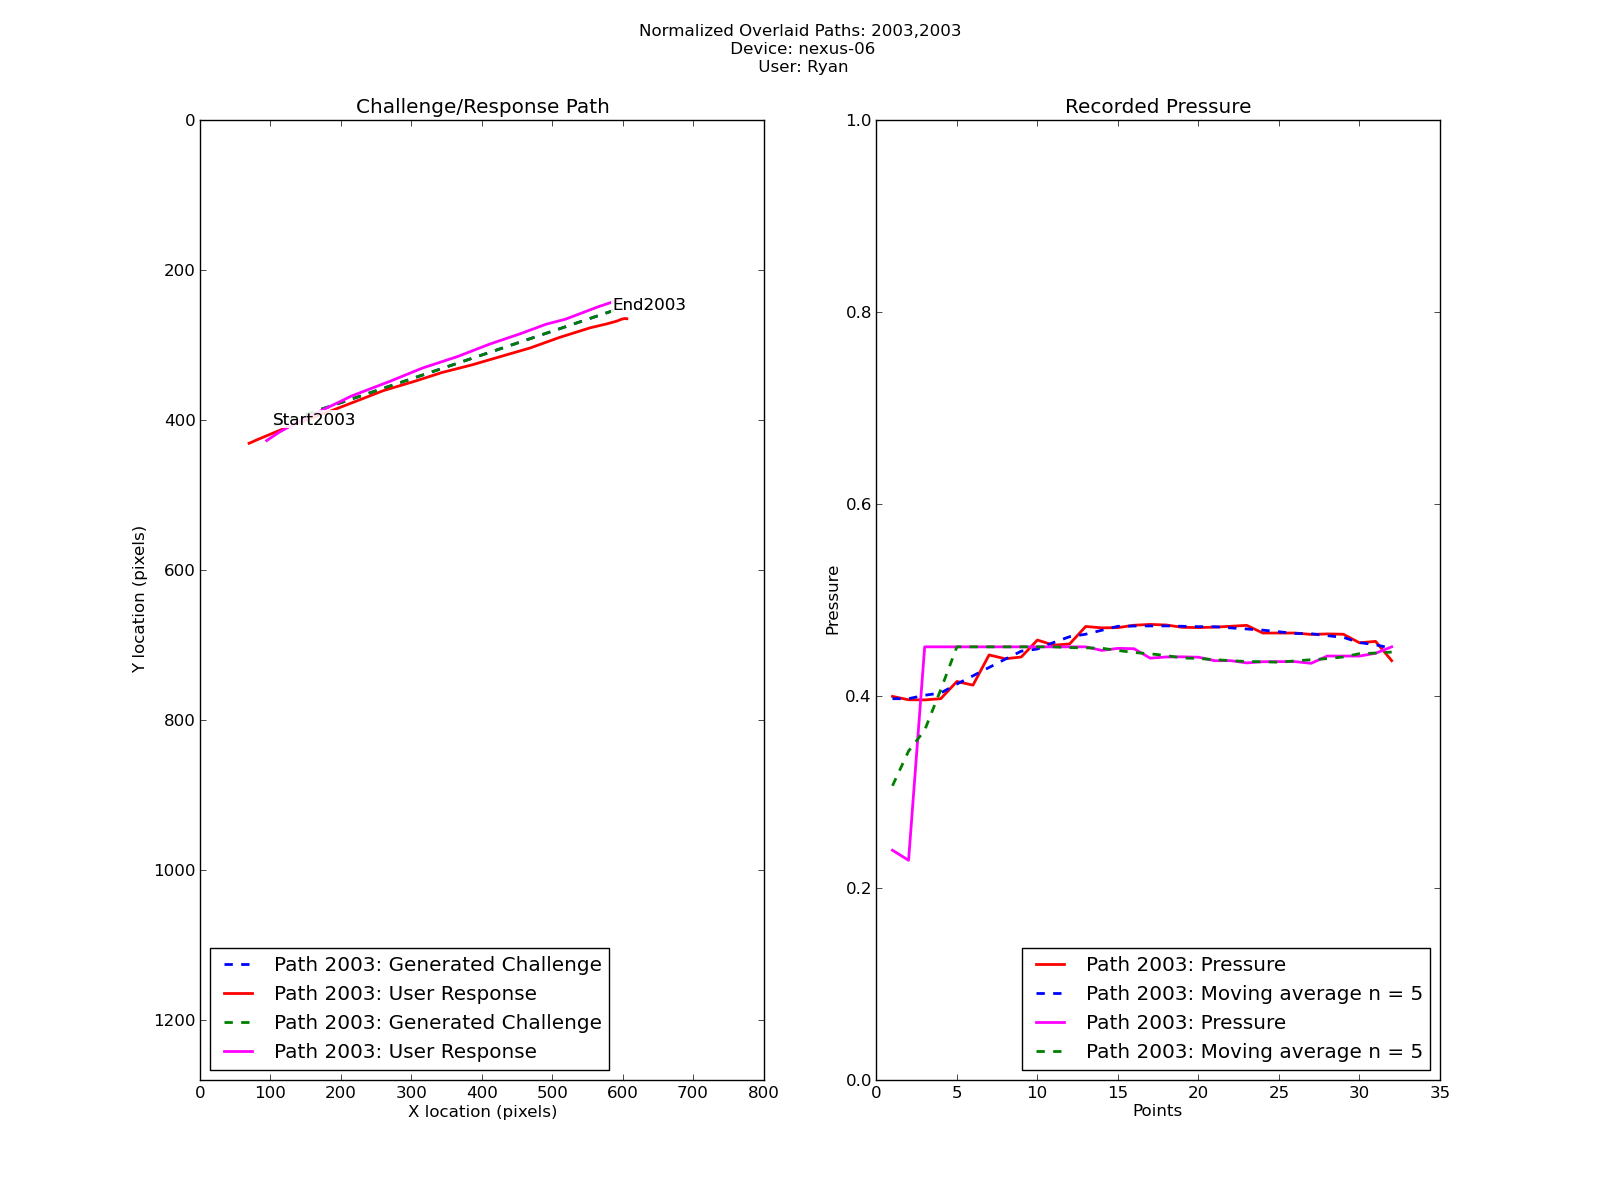 Normalized Overlaid Paths: 2003,2003
Device: nexus-06
User: Ryan
Challenge/Response Path
0
200
400
600
800
1000
1200
Y location (pixels)
End2003
Start2003
Path 2003: Generated Challenge
Path 2003: User Response
Path 2003: Generated Challenge
Path 2003: User Response
0 100 200 300 400 500 600 700 800
X location (pixels)
Recorded Pressure
1.0
0.8
0.6
0.4
0.2
0.0
Pressure
Path 2003: Pressure
Path 2003: Moving average n = 5
Path 2003: Pressure
Path 2003: Moving average n = 5
0 5 10 15 20 25 30 35
Points